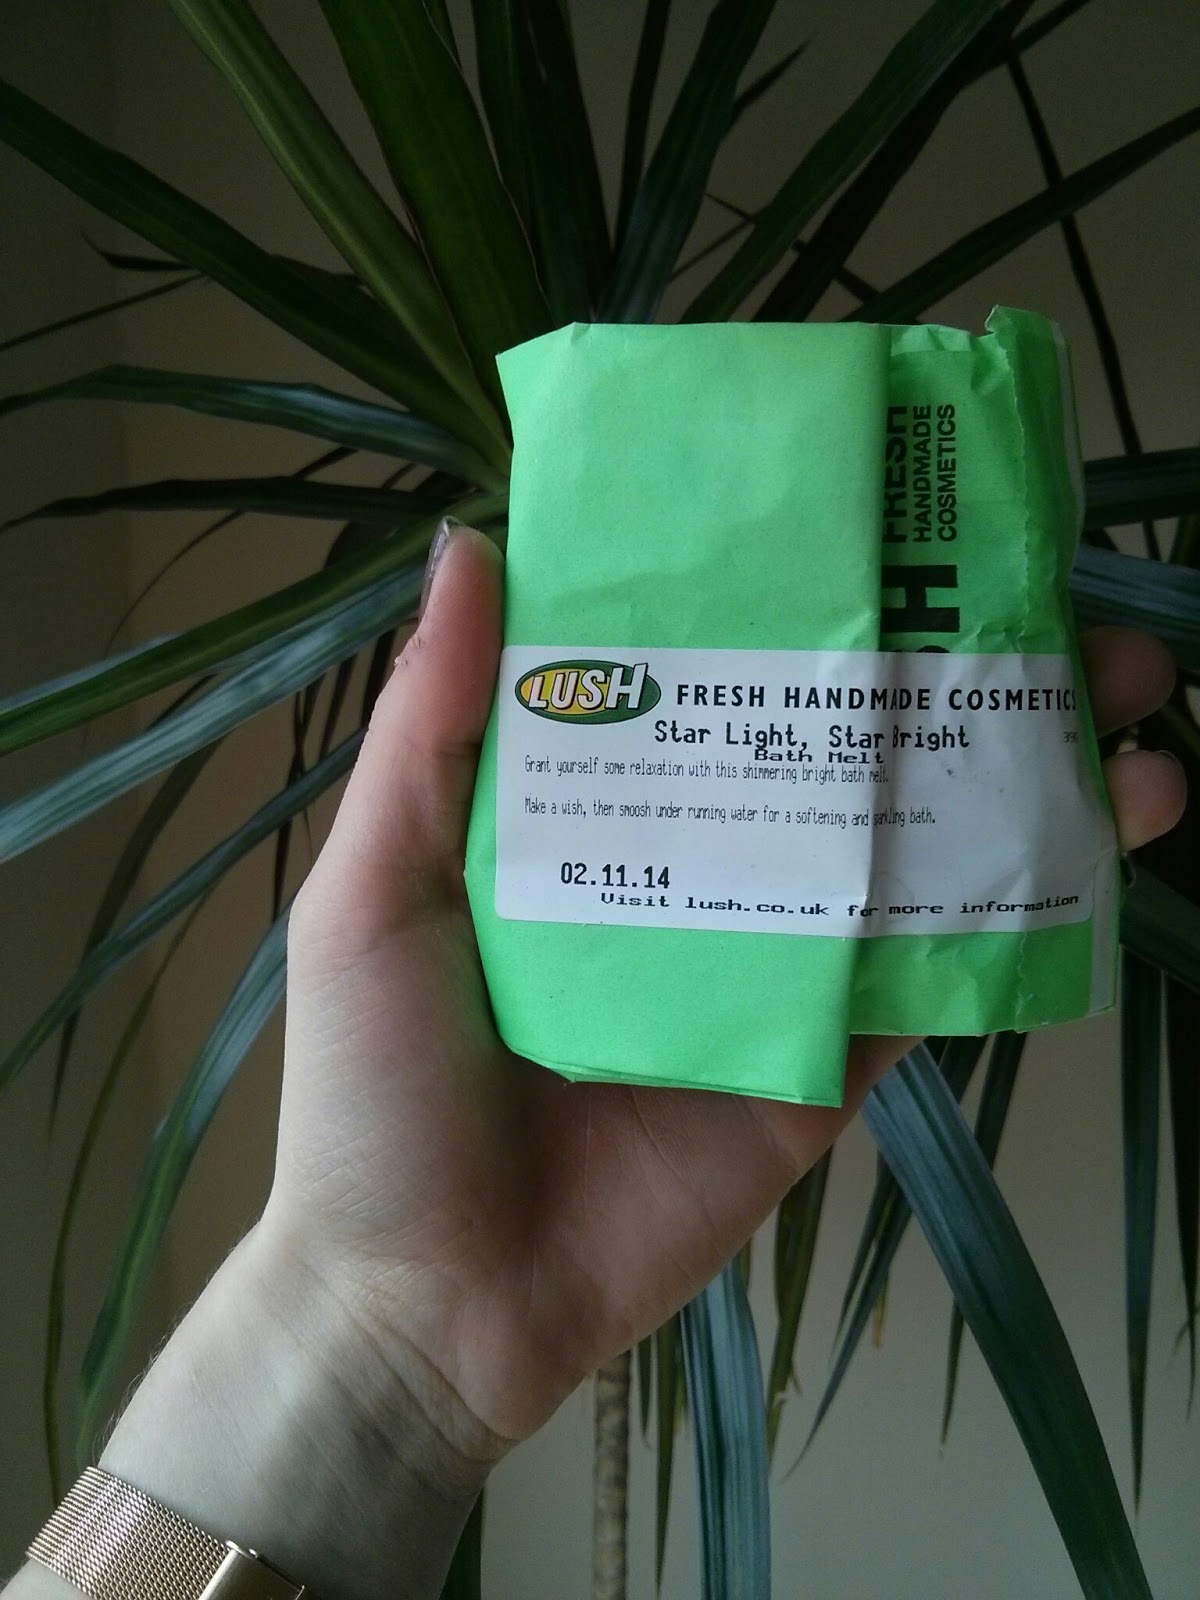 FRESH
HANDMADE
COSMETICS
H
LUSH FRESH HANDMADE COSMETICS
Star Light, Star Bright
Bath Melt
Grant yourself some relaxation with this shimmering bright bath melt.
Make a wish, then smoosh under running water for a softening and sparkling bath.
02.11.14
Visit lush.co.uk for more information